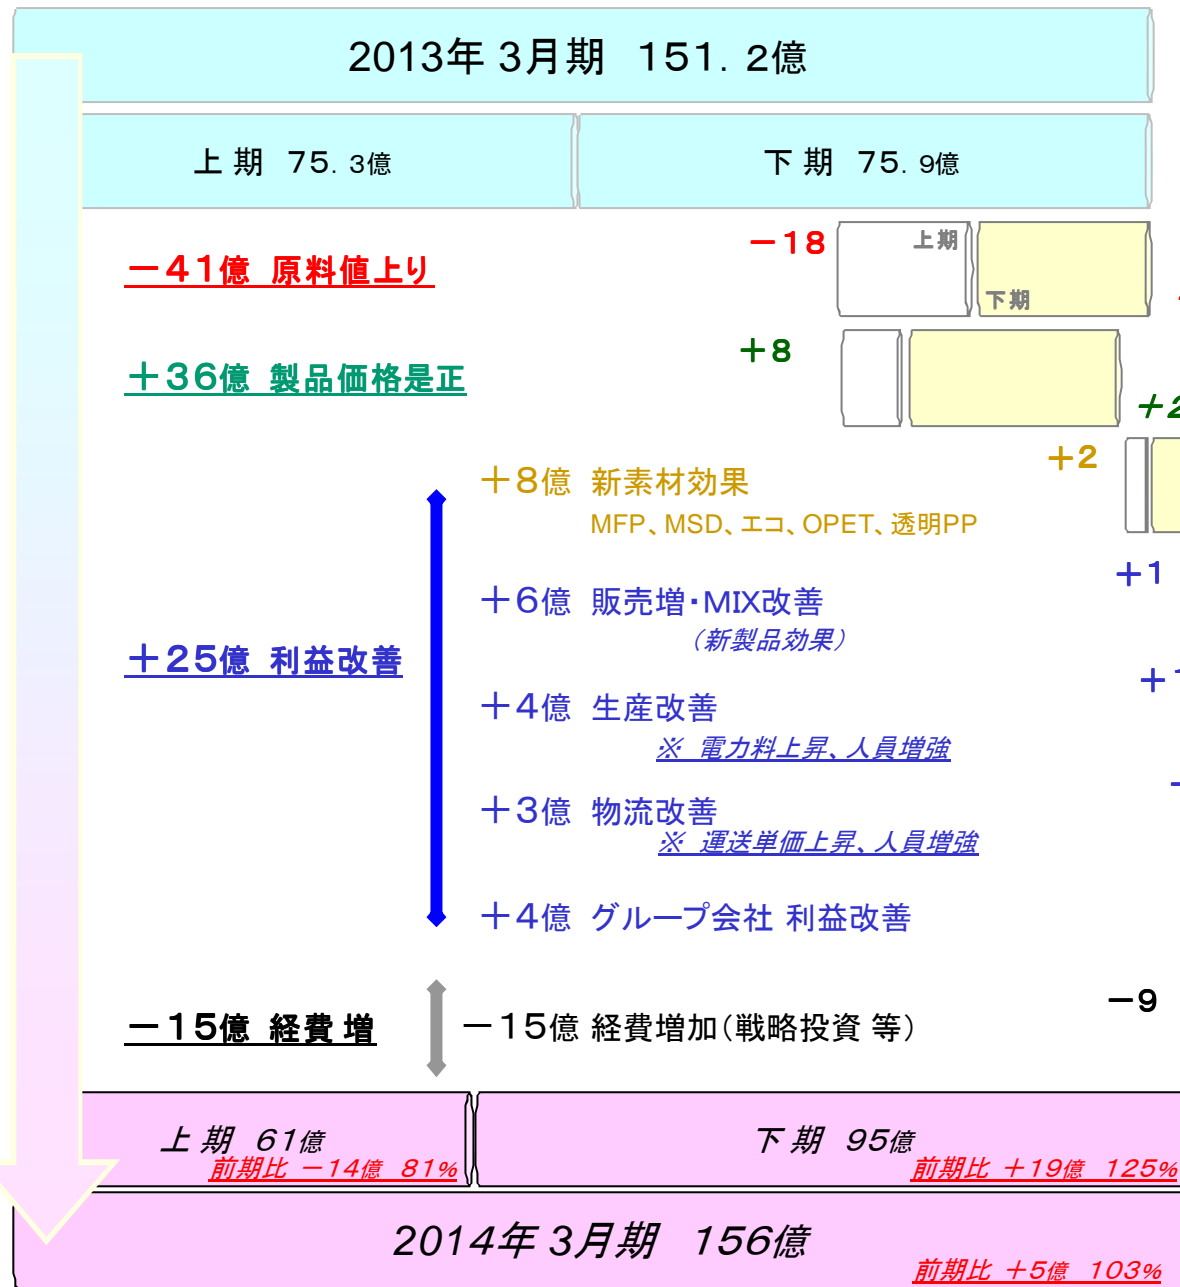 2013年 3月期 151. 2億
上 期 75. 3億
下 期 75. 9億
－41億 原料値上り
－18
上期
下期
＋36億 製品価格是正
＋8
＋8億 新素材効果
＋2
MFP、MSD、エコ、OPET、透明PP
＋1
＋6億 販売増・MIX改善
（新製品効果）
＋25億 利益改善
＋4億 生産改善
※ 電力料上昇、人員増強
＋3億 物流改善
※ 運送単価上昇、人員増強
＋4億 グループ会社 利益改善
－9
－15億 経費 増
－15億 経費増加（戦略投資 等）
上 期 61億
前期比 －14億 81%
下 期 95億
前期比 ＋19億 125%
2014年 3月期 156億
前期比 ＋5億 103%